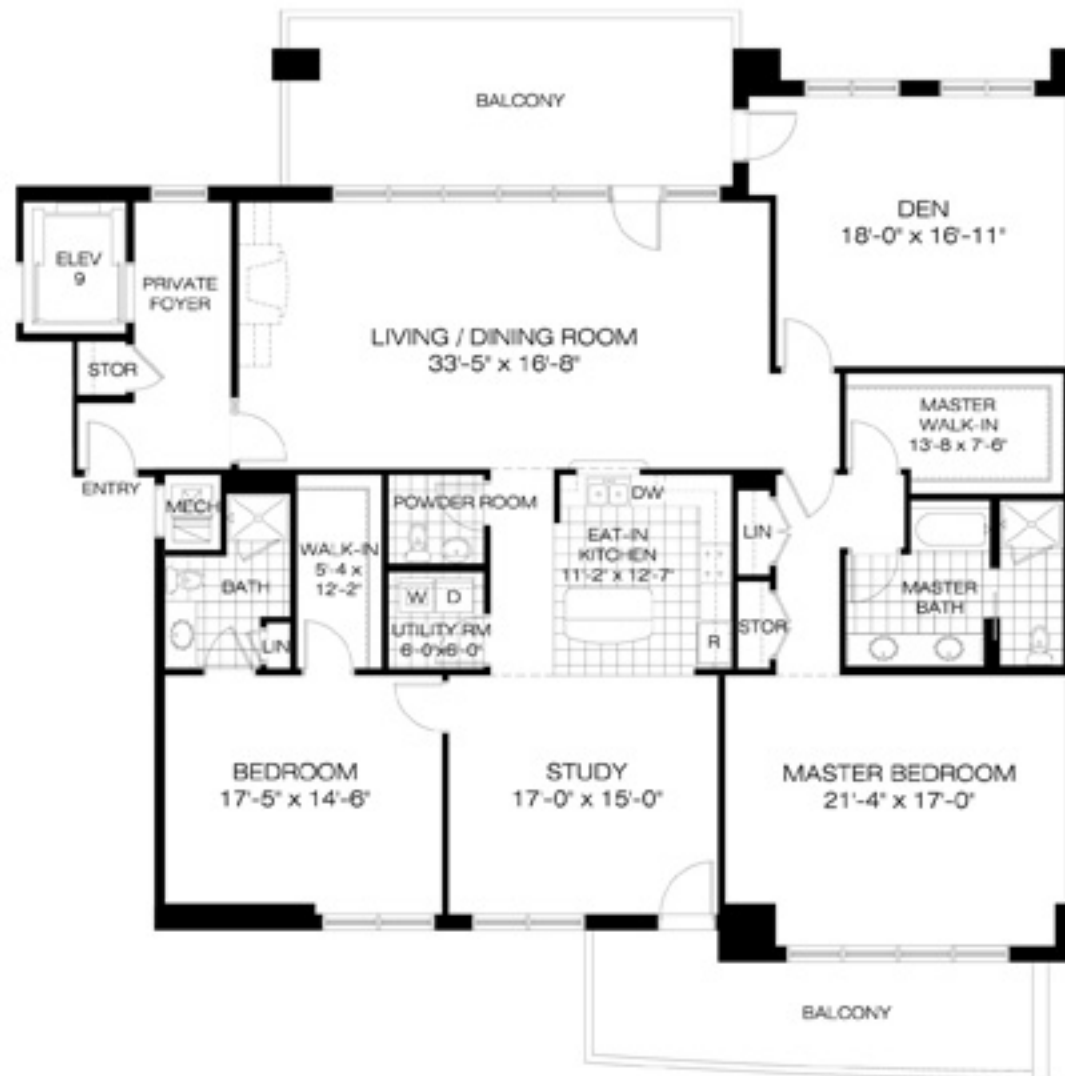 BALCONY
DEN
18'-0" x 16'-11"
ELEV
9
PRIVATE
FOYER
LIVING / DINING ROOM
33'-5" x 16'-8"
STOR
MASTER
WALK-IN
13'-8 x 7'-6"
ENTRY
MECH
POWDER ROOM
DW
EAT-IN
KITCHEN
11'-2" x 12'-7"
LIN
WALK-IN
5'-4 x
12'-2"
BATH
W D
UTILITY RM
6'-0"x6'-0"
LIN
R
STOR
MASTER
BATH
BEDROOM
17'-5" x 14'-6"
STUDY
17'-0" x 15'-0"
MASTER BEDROOM
21'-4" x 17'-0"
BALCONY